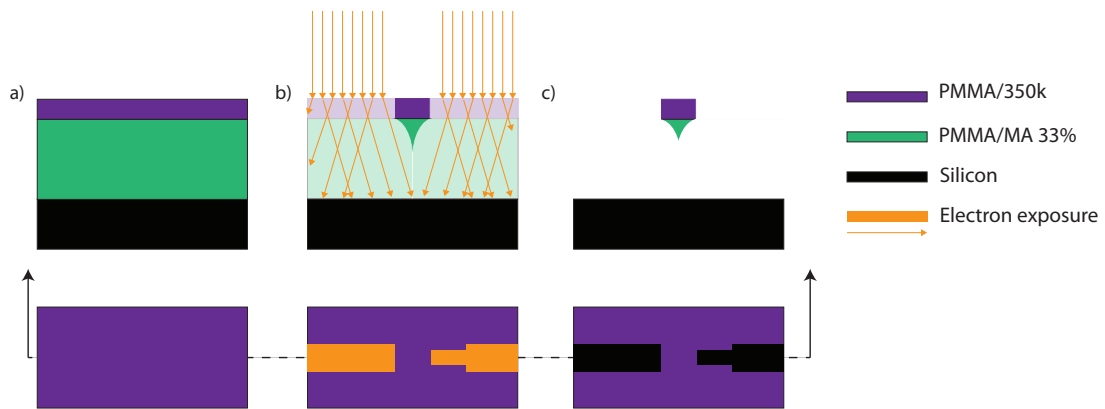 a)
b)
c)
PMMA/350k
PMMA/MA 33%
Silicon
Electron exposure